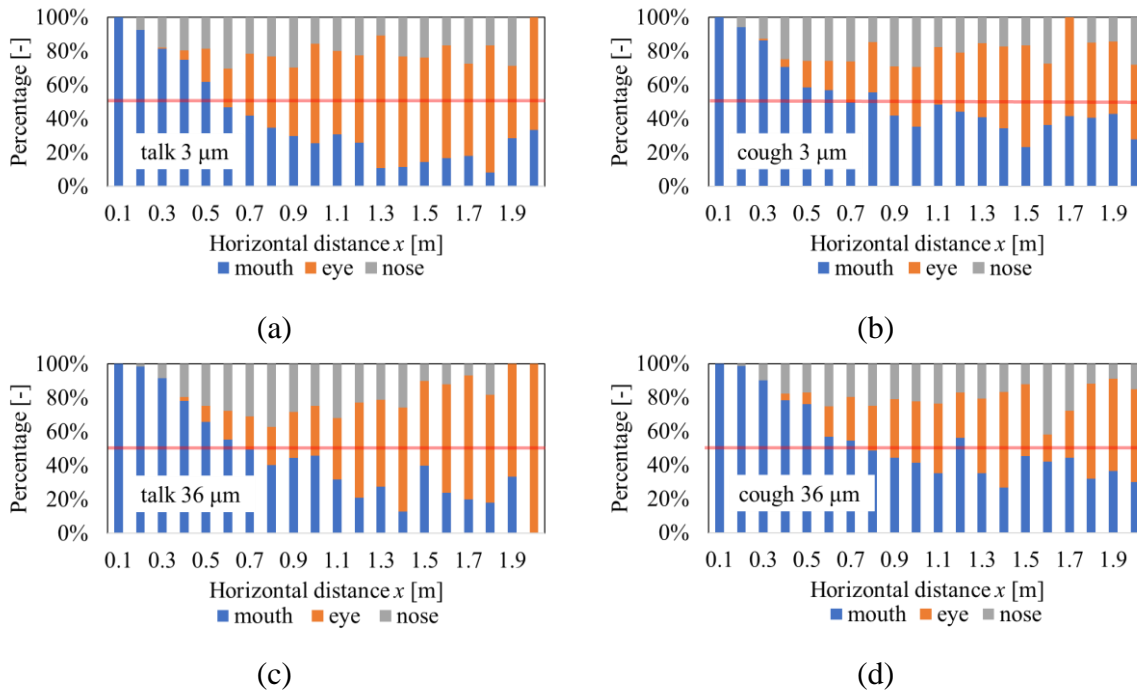 100%
80%
60%
40%
20%
0%
Percentage [-]
talk 3 μm
0.1 0.3 0.5 0.7 0.9 1.1 1.3 1.5 1.7 1.9
Horizontal distance x [m]
mouth eye nose
(a)
100%
80%
60%
40%
20%
0%
Percentage [-]
cough 3 μm
0.1 0.3 0.5 0.7 0.9 1.1 1.3 1.5 1.7 1.9
Horizontal distance x [m]
mouth eye nose
(b)
100%
80%
60%
40%
20%
0%
Percentage [-]
talk 36 μm
0.1 0.3 0.5 0.7 0.9 1.1 1.3 1.5 1.7 1.9
Horizontal distance x [m]
mouth eye nose
(c)
100%
80%
60%
40%
20%
0%
Percentage [-]
cough 36 μm
0.1 0.3 0.5 0.7 0.9 1.1 1.3 1.5 1.7 1.9
Horizontal distance x [m]
mouth eye nose
(d)